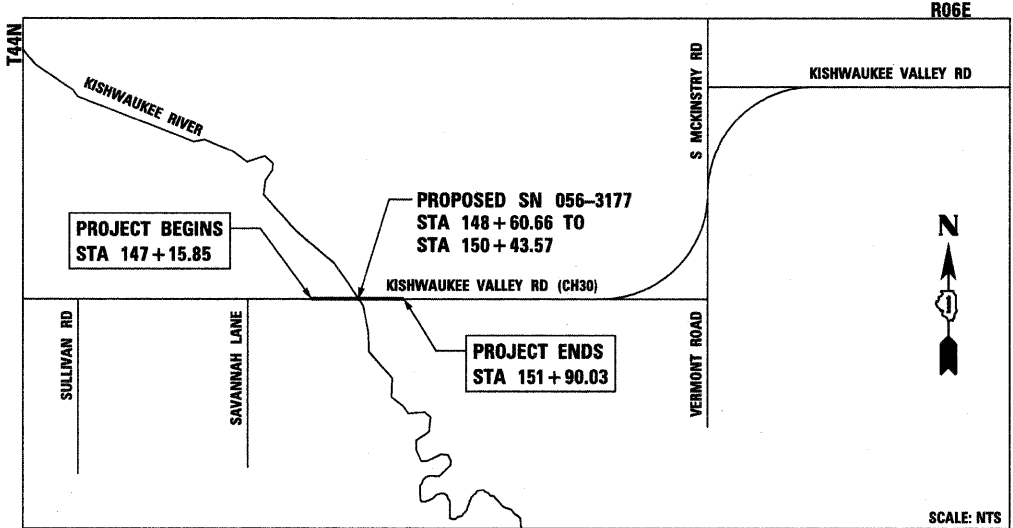 R06E
T44N
KISHWAUKEE RIVER
S MCKINSTRY RD
KISHWAUKEE VALLEY RD
PROPOSED SN 056-3177
STA 148+60.66 TO
STA 150+43.57
PROJECT BEGINS
STA 147+15.85
N
KISHWAUKEE VALLEY RD (CH30)
SULLIVAN RD
SAVANNAH LANE
PROJECT ENDS
STA 151+90.03
VERMONT ROAD
SCALE: NTS